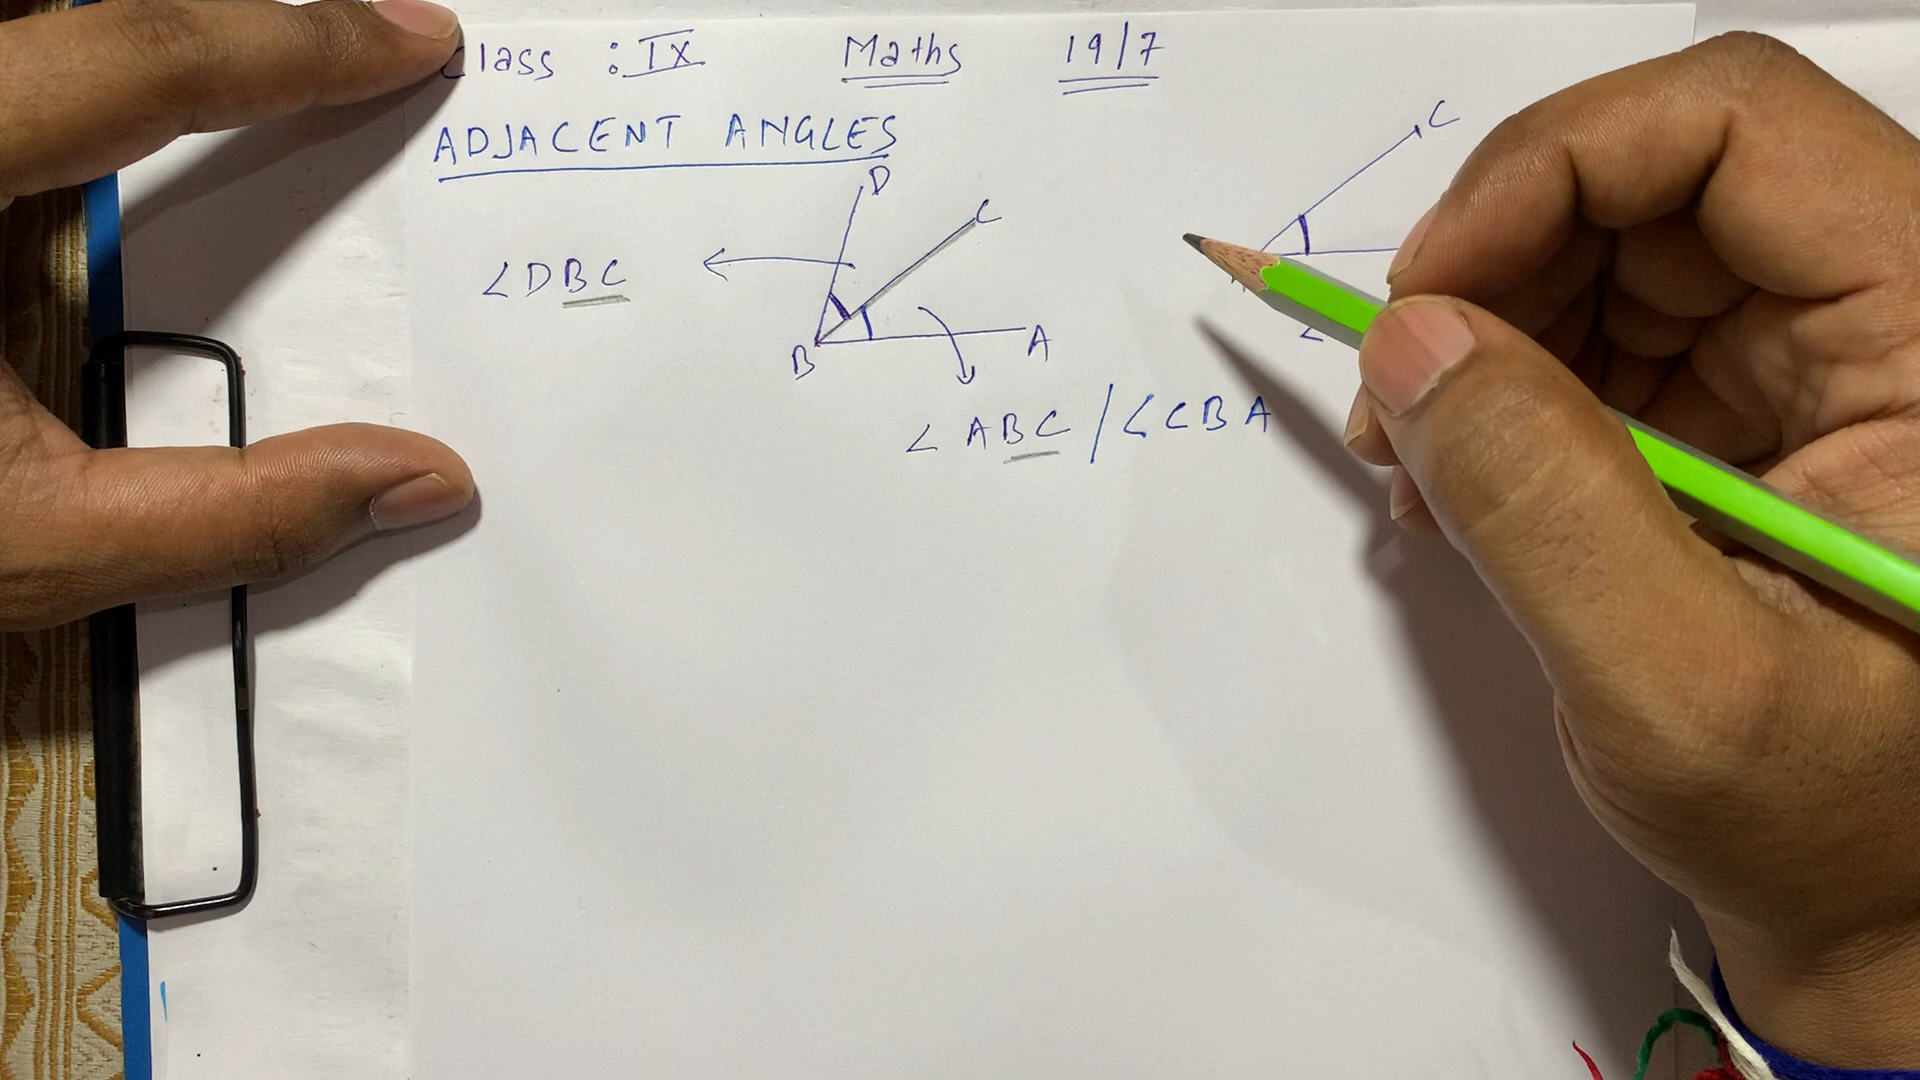 Class : IX Maths 19/7
ADJACENT ANGLES
D
C
C
∠DBC
B
A
∠ABC / ∠CBA
∠